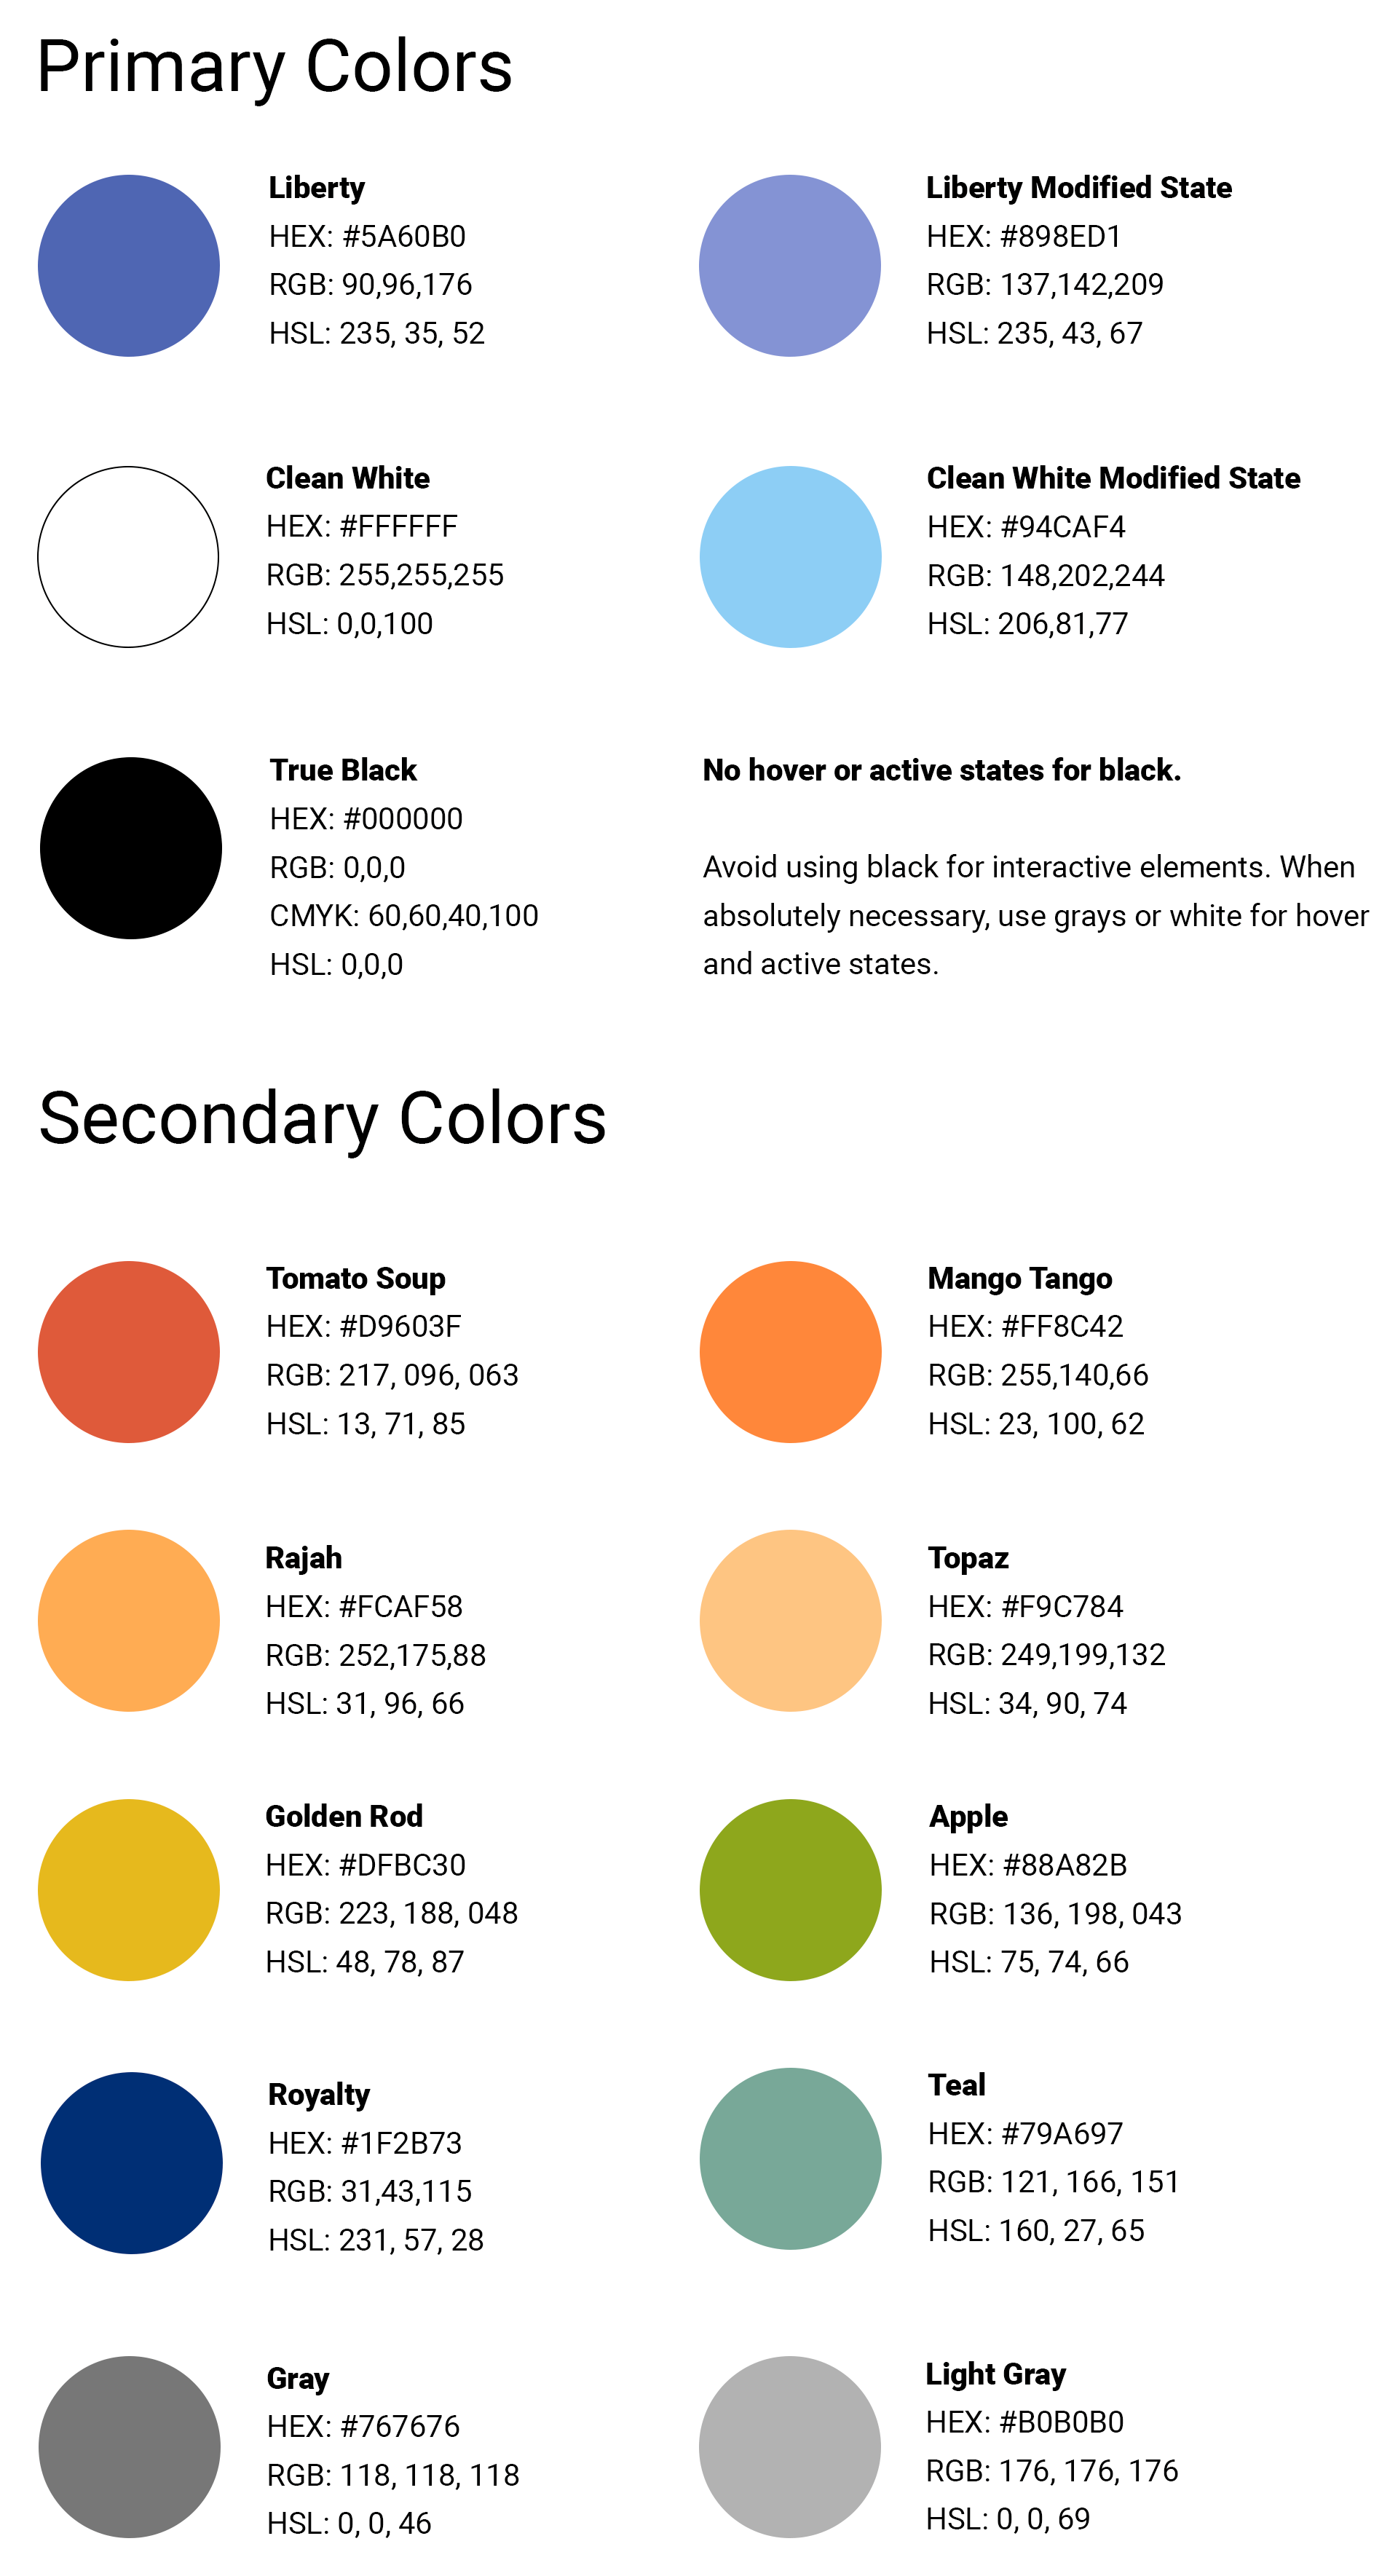 Primary Colors
Liberty
HEX: #5A60B0
RGB: 90,96,176
HSL: 235, 35, 52
Liberty Modified State
HEX: #898ED1
RGB: 137,142,209
HSL: 235, 43, 67
Clean White
HEX: #FFFFFF
RGB: 255,255,255
HSL: 0,0,100
Clean White Modified State
HEX: #94CAF4
RGB: 148,202,244
HSL: 206,81,77
True Black
HEX: #000000
RGB: 0,0,0
CMYK: 60,60,40,100
HSL: 0,0,0
No hover or active states for black.
Avoid using black for interactive elements. When
absolutely necessary, use grays or white for hover
and active states.
Secondary Colors
Tomato Soup
HEX: #D9603F
RGB: 217, 096, 063
HSL: 13, 71, 85
Mango Tango
HEX: #FF8C42
RGB: 255,140,66
HSL: 23, 100, 62
Rajah
HEX: #FCAF58
RGB: 252,175,88
HSL: 31, 96, 66
Topaz
HEX: #F9C784
RGB: 249,199,132
HSL: 34, 90, 74
Golden Rod
HEX: #DFBC30
RGB: 223, 188, 048
HSL: 48, 78, 87
Apple
HEX: #88A82B
RGB: 136, 198, 043
HSL: 75, 74, 66
Royalty
HEX: #1F2B73
RGB: 31,43,115
HSL: 231, 57, 28
Teal
HEX: #79A697
RGB: 121, 166, 151
HSL: 160, 27, 65
Gray
HEX: #767676
RGB: 118, 118, 118
HSL: 0, 0, 46
Light Gray
HEX: #B0B0B0
RGB: 176, 176, 176
HSL: 0, 0, 69